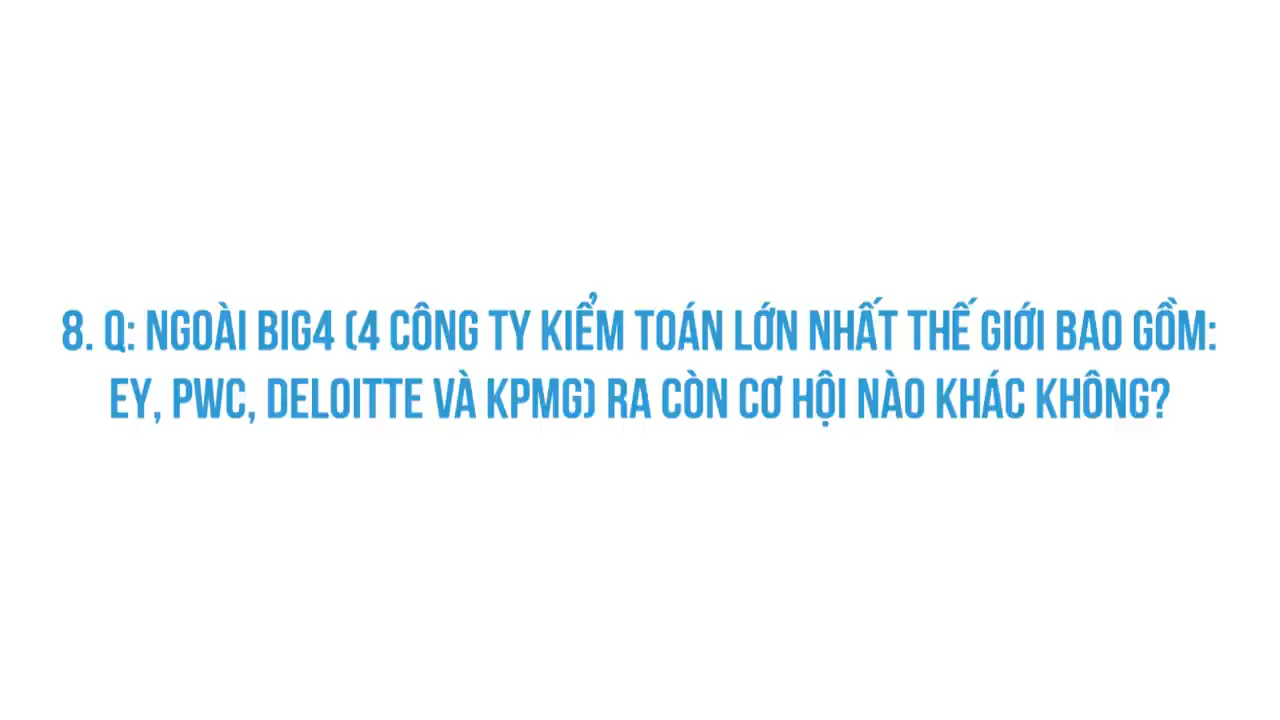 8. Q: NGOÀI BIG4 (4 CÔNG TY KIỂM TOÁN LỚN NHẤT THẾ GIỚI BAO GỒM:
EY, PWC, DELOITTE VÀ KPMG) RA CÒN CƠ HỘI NÀO KHÁC KHÔNG?